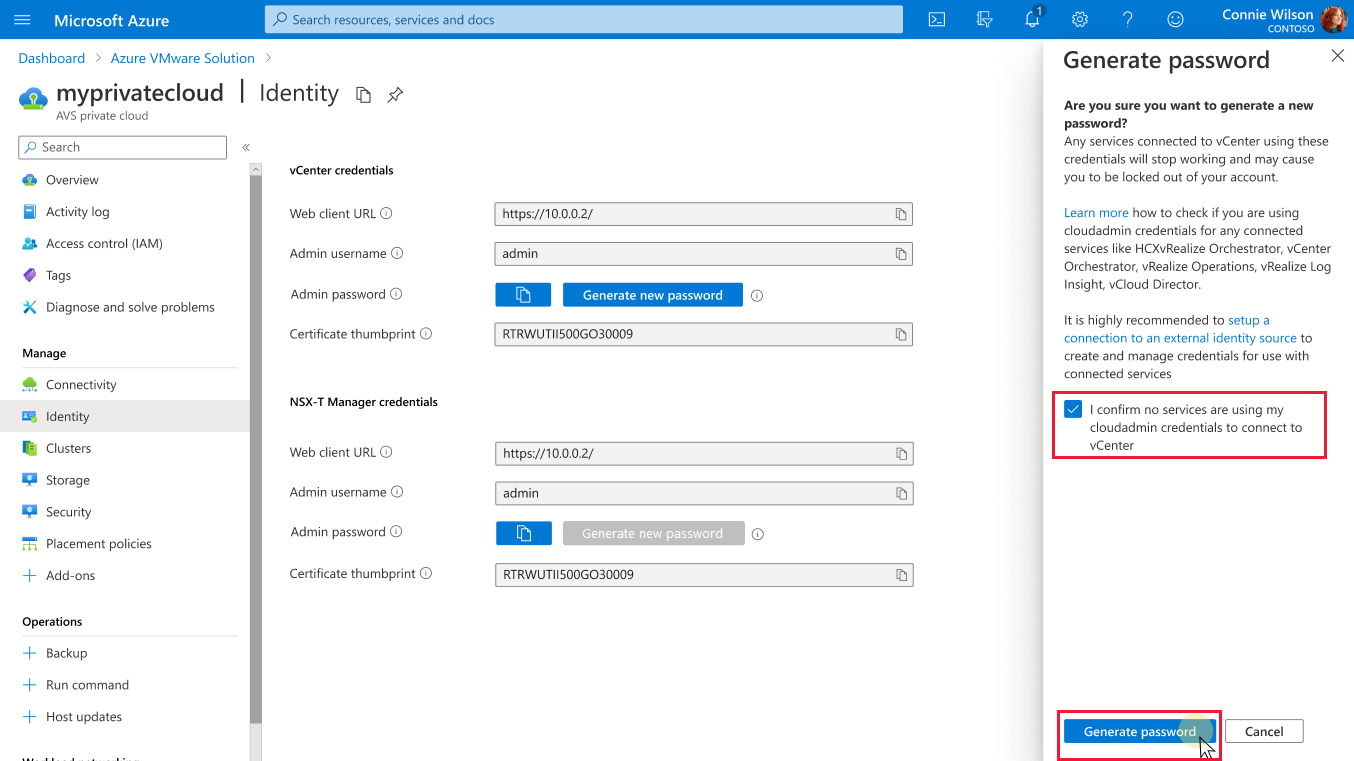 Microsoft Azure
Search resources, services and docs
1
Connie Wilson
CONTOSO
Dashboard > Azure VMware Solution >
myprivatecloud | Identity
AVS private cloud
Search
«
Overview
Activity log
Access control (IAM)
Tags
Diagnose and solve problems
Manage
Connectivity
Identity
Clusters
Storage
Security
Placement policies
Add-ons
Operations
Backup
Run command
Host updates
vCenter credentials
Web client URL
https://10.0.0.2/
Admin username
admin
Admin password
Generate new password
Certificate thumbprint
RTRWUTII500GO30009
NSX-T Manager credentials
Web client URL
https://10.0.0.2/
Admin username
admin
Admin password
Generate new password
Certificate thumbprint
RTRWUTII500GO30009
Generate password
Are you sure you want to generate a new
password?
Any services connected to vCenter using these
credentials will stop working and may cause
you to be locked out of your account.
Learn more how to check if you are using
cloudadmin credentials for any connected
services like HCXvRealize Orchestrator, vCenter
Orchestrator, vRealize Operations, vRealize Log
Insight, vCloud Director.
It is highly recommended to setup a
connection to an external identity source to
create and manage credentials for use with
connected services
I confirm no services are using my
cloudadmin credentials to connect to
vCenter
Generate password
Cancel